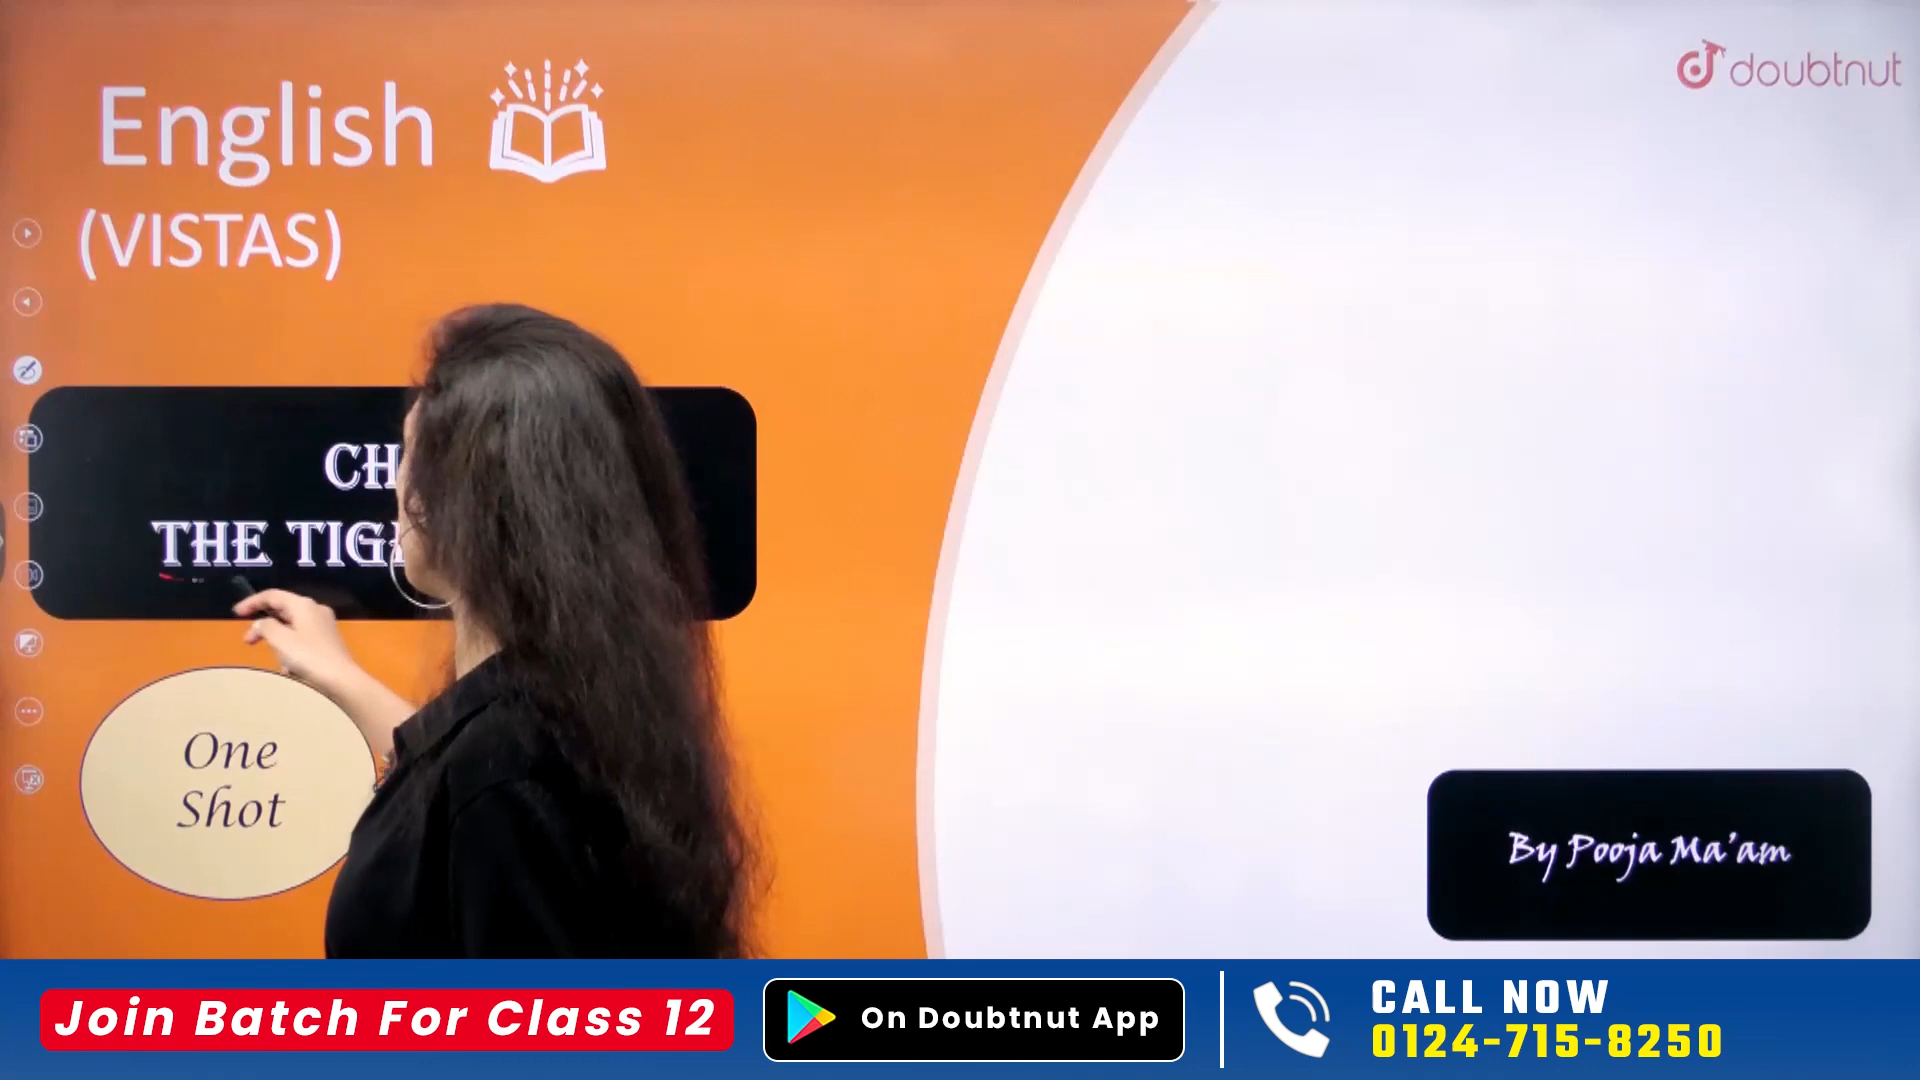 English
(VISTAS)
doubtnut
CH
THE TIG
One
Shot
By Pooja Ma'am
Join Batch For Class 12
On Doubtnut App
CALL NOW
0124-715-8250